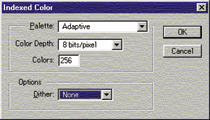 Indexed Color
Palette: Adaptive
OK
Color Depth: 8 bits/pixel
Cancel
Colors: 256
Options
Dither: None